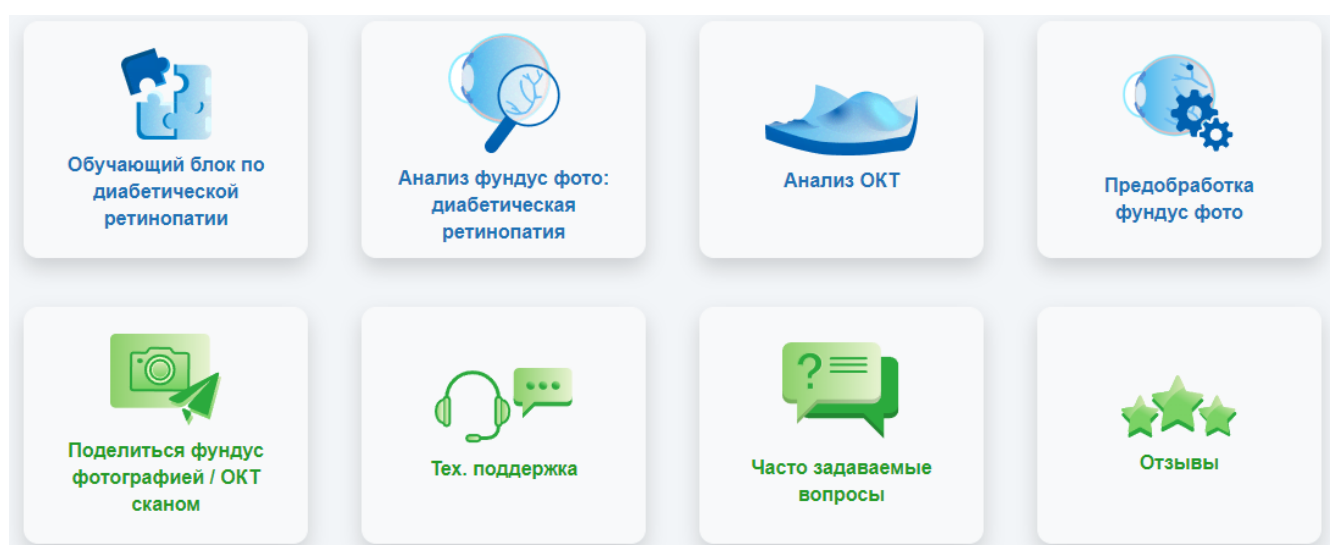 Обучающий блок по
диабетической
ретинопатии
Анализ фундус фото:
диабетическая
ретинопатия
Анализ ОКТ
Предобработка
фундус фото
Поделиться фундус
фотографией / ОКТ
сканом
Тех. поддержка
?
Часто задаваемые
вопросы
Отзывы